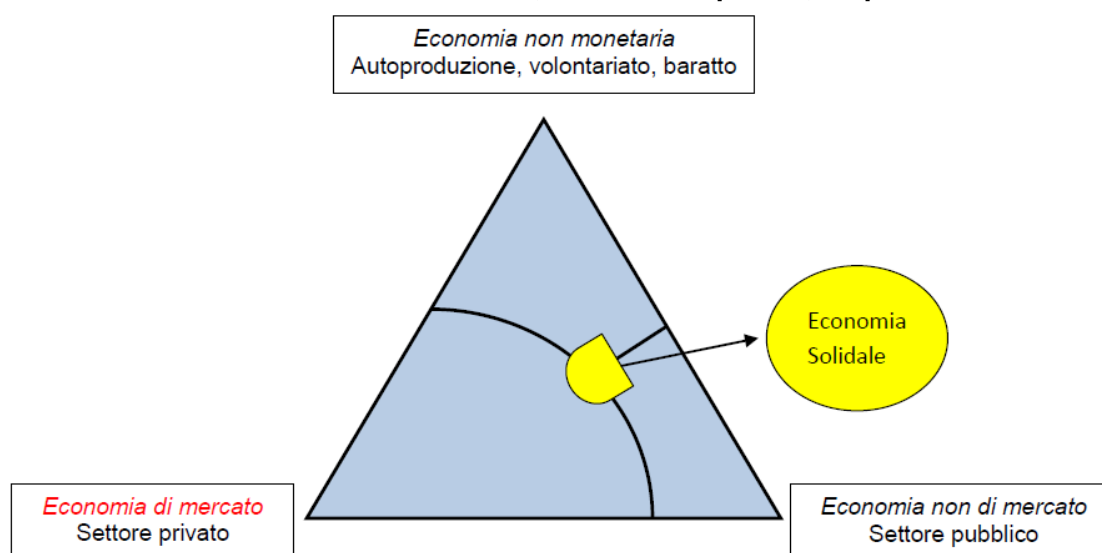 Economia non monetaria
Autoproduzione, volontariato, baratto
Economia
Solidale
Economia di mercato
Settore privato
Economia non di mercato
Settore pubblico